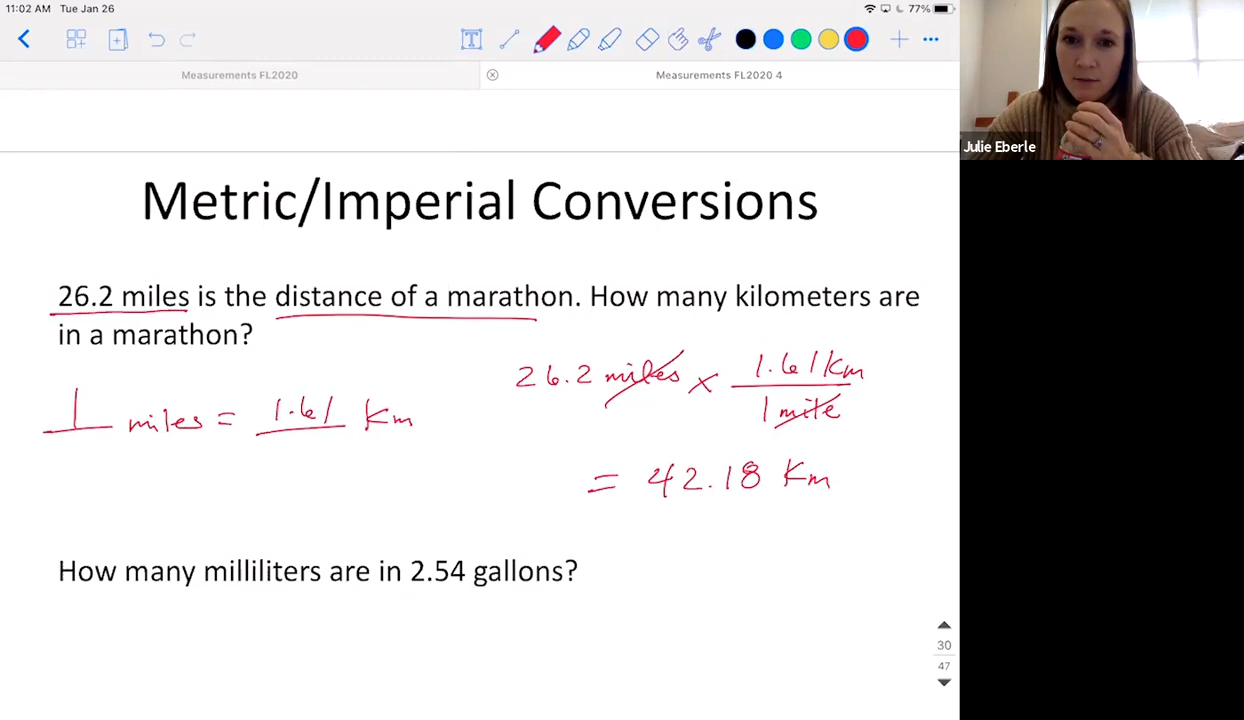 11:02 AM Tue Jan 26
77%
T
Measurements FL2020
Measurements FL2020 4
Julie Eberle
Metric/Imperial Conversions
26.2 miles is the distance of a marathon. How many kilometers are
in a marathon?
26.2 miles x 1.61 km
1 mile
1 miles = 1.61 km
= 42.18 km
How many milliliters are in 2.54 gallons?
30
47